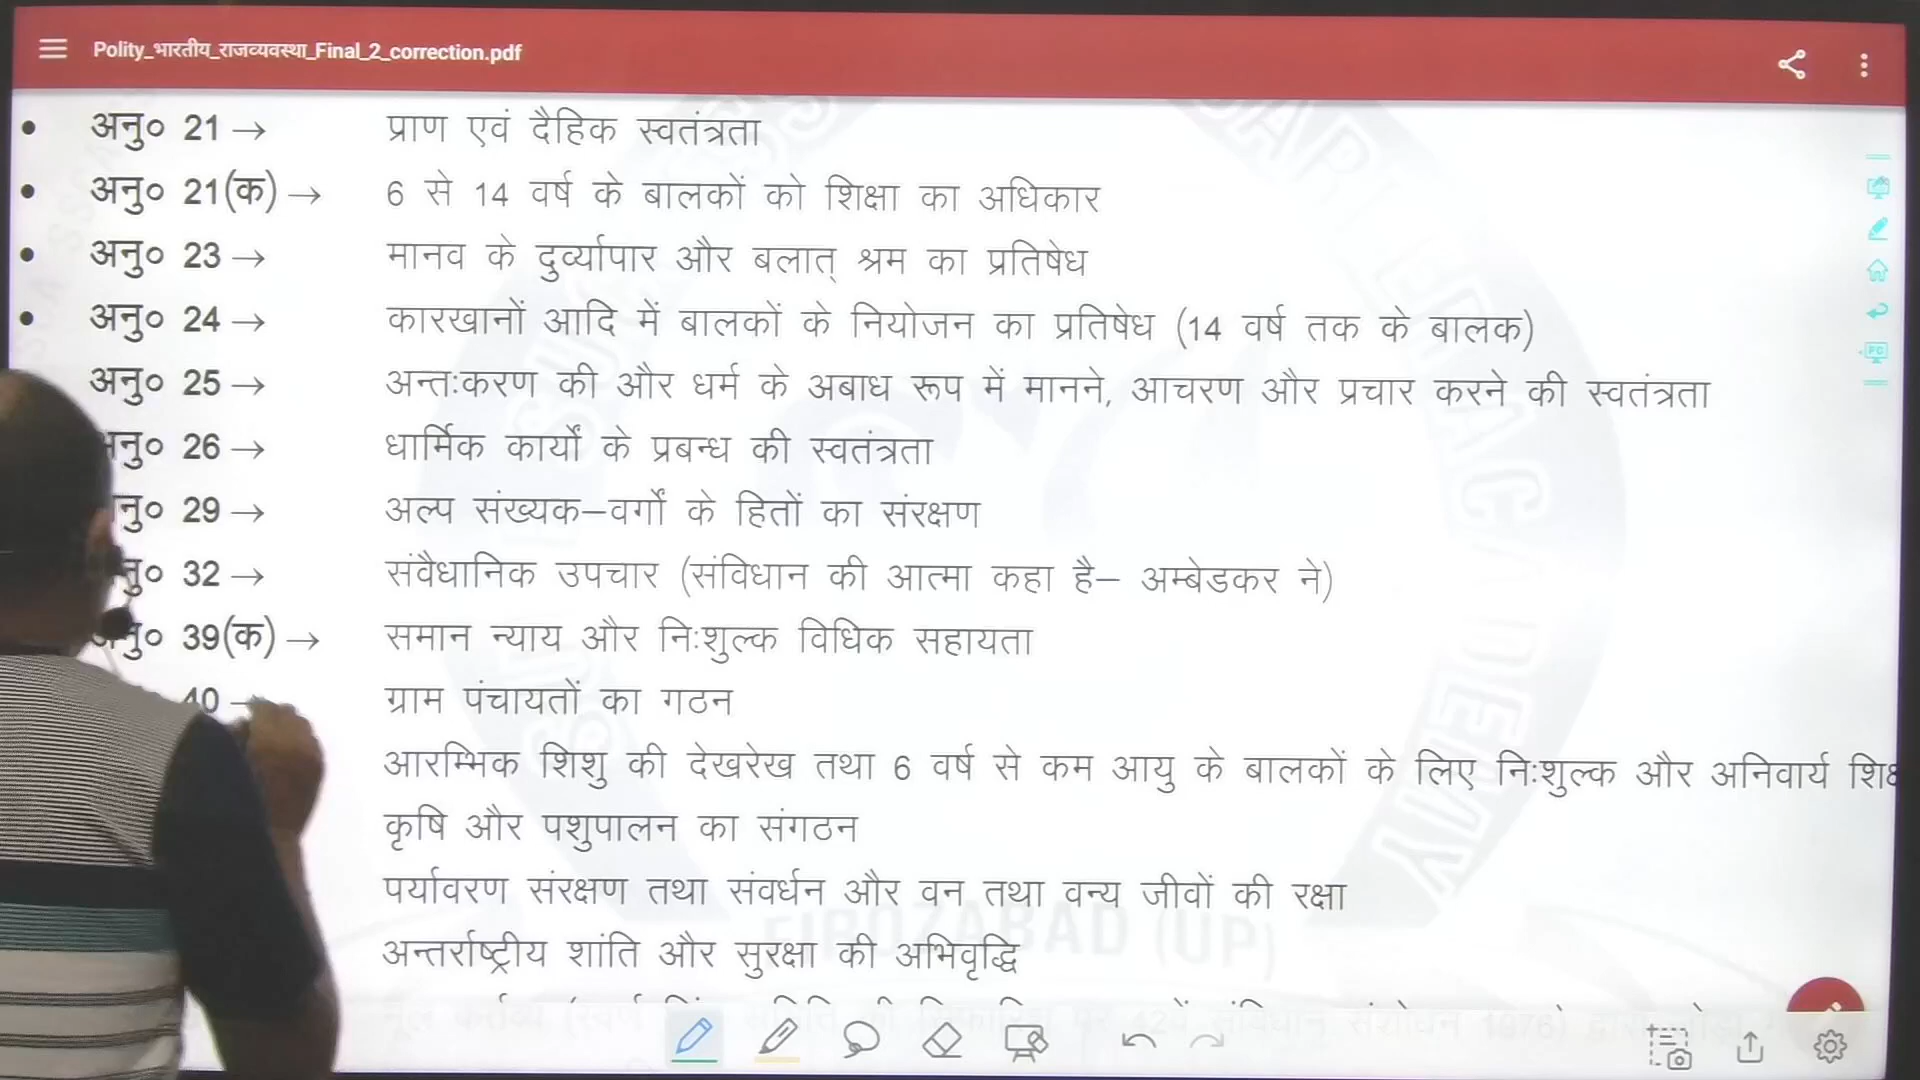 Polity_भारतीय_राजव्यवस्था_Final_2_correction.pdf
• अनु० 21 → प्राण एवं दैहिक स्वतंत्रता
• अनु० 21(क) → 6 से 14 वर्ष के बालकों को शिक्षा का अधिकार
• अनु० 23 → मानव के दुर्व्यापार और बलात् श्रम का प्रतिषेध
• अनु० 24 → कारखानों आदि में बालकों के नियोजन का प्रतिषेध (14 वर्ष तक के बालक)
अनु० 25 → अन्तःकरण की और धर्म के अबाध रूप में मानने, आचरण और प्रचार करने की स्वतंत्रता
अनु० 26 → धार्मिक कार्यों के प्रबन्ध की स्वतंत्रता
अनु० 29 → अल्प संख्यक–वर्गों के हितों का संरक्षण
अनु० 32 → संवैधानिक उपचार (संविधान की आत्मा कहा है– अम्बेडकर ने)
अनु० 39(क) → समान न्याय और निःशुल्क विधिक सहायता
40 → ग्राम पंचायतों का गठन
आरम्भिक शिशु की देखरेख तथा 6 वर्ष से कम आयु के बालकों के लिए निःशुल्क और अनिवार्य
कृषि और पशुपालन का संगठन
पर्यावरण संरक्षण तथा संवर्धन और वन तथा वन्य जीवों की रक्षा
अन्तर्राष्ट्रीय शांति और सुरक्षा की अभिवृद्धि
FIROZABAD (UP)